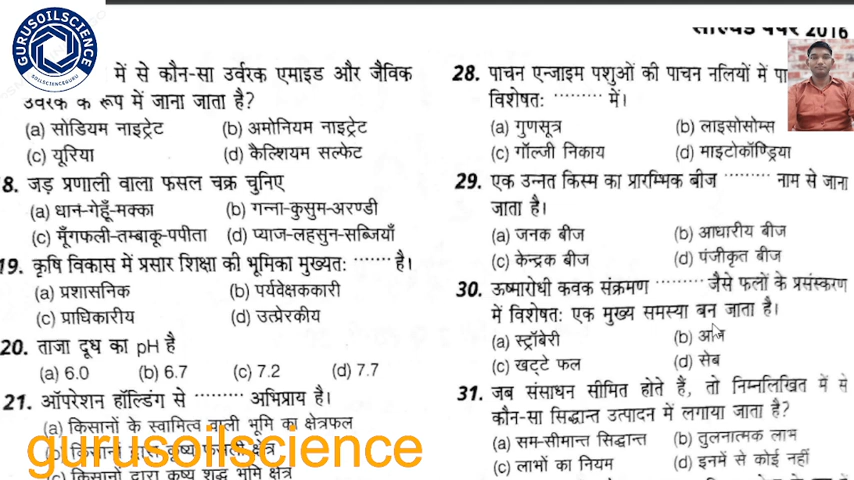 GURUSOILSCIENCE
SOILSCIENCEGURU
में से कौन-सा उर्वरक एमाइड और जैविक
उर्वरक के रूप में जाना जाता है?
(a) सोडियम नाइट्रेट (b) अमोनियम नाइट्रेट
(c) यूरिया (d) कैल्शियम सल्फेट
8. जड़ प्रणाली वाला फसल चक्र चुनिए
(a) धान-गेहूँ-मक्का (b) गन्ना-कुसुम-अरण्डी
(c) मूँगफली-तम्बाकू-पपीता (d) प्याज-लहसुन-सब्जियाँ
19. कृषि विकास में प्रसार शिक्षा की भूमिका मुख्यत: ....... है।
(a) प्रशासनिक (b) पर्यवेक्षककारी
(c) प्राधिकारीय (d) उत्प्रेरकीय
20. ताजा दूध का pH है
(a) 6.0 (b) 6.7 (c) 7.2 (d) 7.7
21. ऑपरेशन हॉल्डिंग से ........ अभिप्राय है।
(a) किसानों के स्वामित्व वाली भूमि का क्षेत्रफल
(b) किसानों द्वारा कृष्य फसली क्षेत्र
(c) किसानों द्वारा कृष्य शुद्ध भूमि क्षेत्र
gurusoilscience
सॉल्वड पेपर 2016
28. पाचन एन्जाइम पशुओं की पाचन नलियों में
विशेषत: ......... में।
(a) गुणसूत्र (b) लाइसोसोम्स
(c) गॉल्जी निकाय (d) माइटोकॉण्ड्रिया
29. एक उन्नत किस्म का प्रारम्भिक बीज ........ नाम से जाना
जाता है।
(a) जनक बीज (b) आधारीय बीज
(c) केन्द्रक बीज (d) पंजीकृत बीज
30. ऊष्मारोधी कवक संक्रमण ......... जैसे फलों के प्रसंस्करण
में विशेषत: एक मुख्य समस्या बन जाता है।
(a) स्ट्रॉबेरी (b)
(c) खट्टे फल (d) सेब
31. जब संसाधन सीमित होते हैं, तो निम्नलिखित में से
कौन-सा सिद्धान्त उत्पादन में लगाया जाता है?
(a) सम-सीमान्त सिद्धान्त (b) तुलनात्मक लाभ
(c) लाभों का नियम (d) इनमें से कोई नहीं